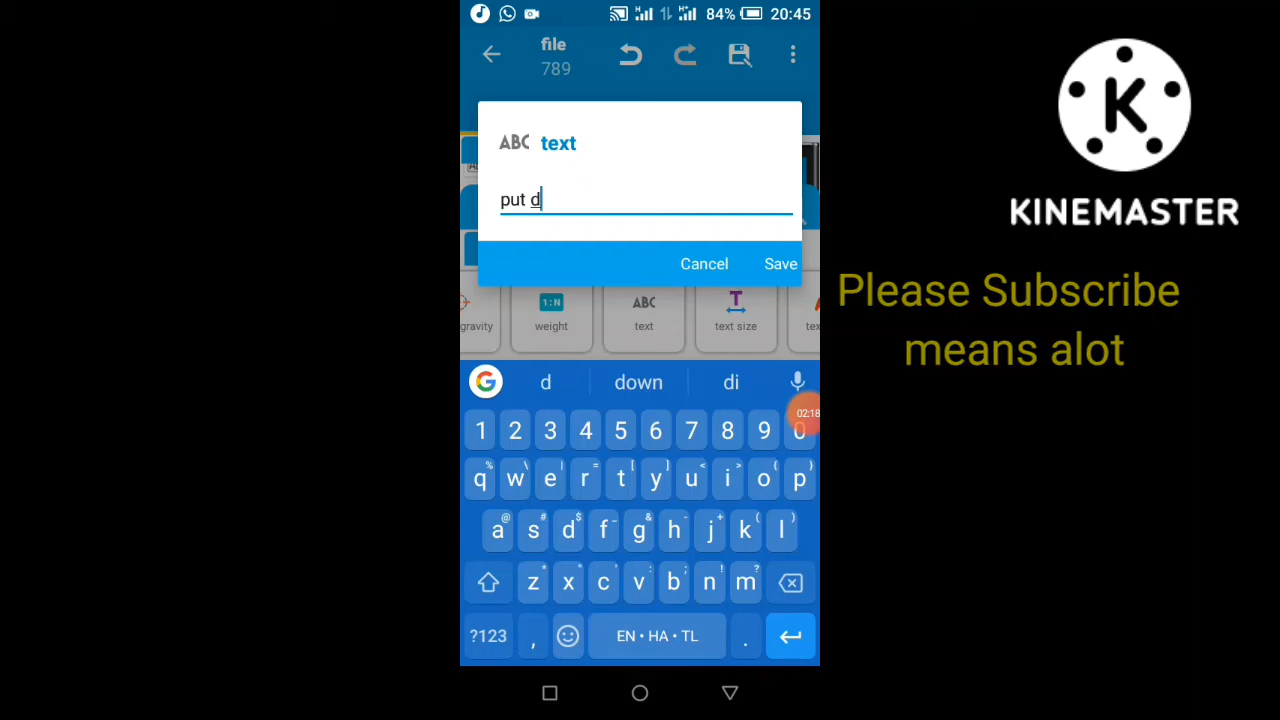 84% 20:45
file
789
ABC text
put d
Cancel Save
gravity
1:N
weight
ABC
text
T
text size
K
KINEMASTER
Please Subscribe
means alot
G d down di
02:18
1 2 3 4 5 6 7 8 9 0
q w e r t y u i o p
a s d f g h j k l
z x c v b n m
?123 , EN • HA • TL .